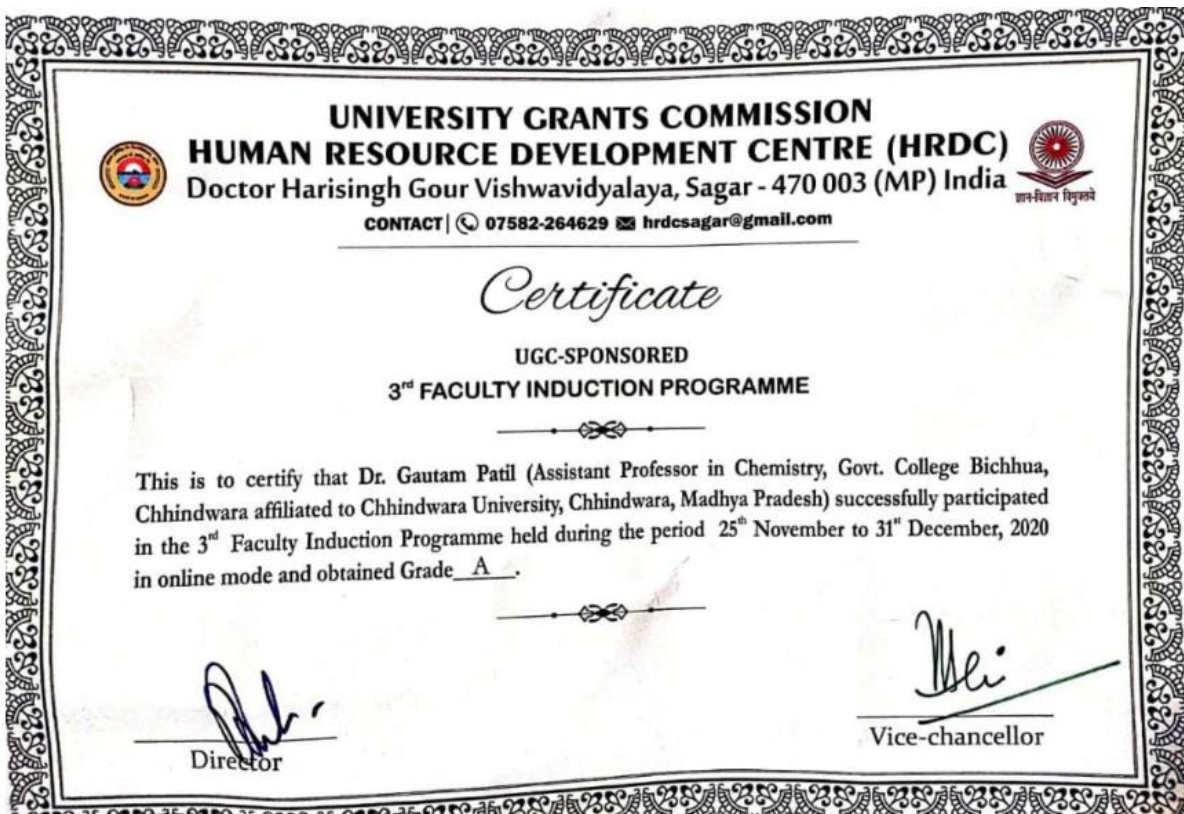 UNIVERSITY GRANTS COMMISSION
HUMAN RESOURCE DEVELOPMENT CENTRE (HRDC)
Doctor Harisingh Gour Vishwavidyalaya, Sagar - 470 003 (MP) India
ज्ञान-विज्ञान विमुक्तये
CONTACT| 07582-264629 hrdcsagar@gmail.com
Certificate
UGC-SPONSORED
3rd FACULTY INDUCTION PROGRAMME
This is to certify that Dr. Gautam Patil (Assistant Professor in Chemistry, Govt. College Bichhua,
Chhindwara affiliated to Chhindwara University, Chhindwara, Madhya Pradesh) successfully participated
in the 3rd Faculty Induction Programme held during the period 25th November to 31st December, 2020
in online mode and obtained Grade A .
Director
Vice-chancellor